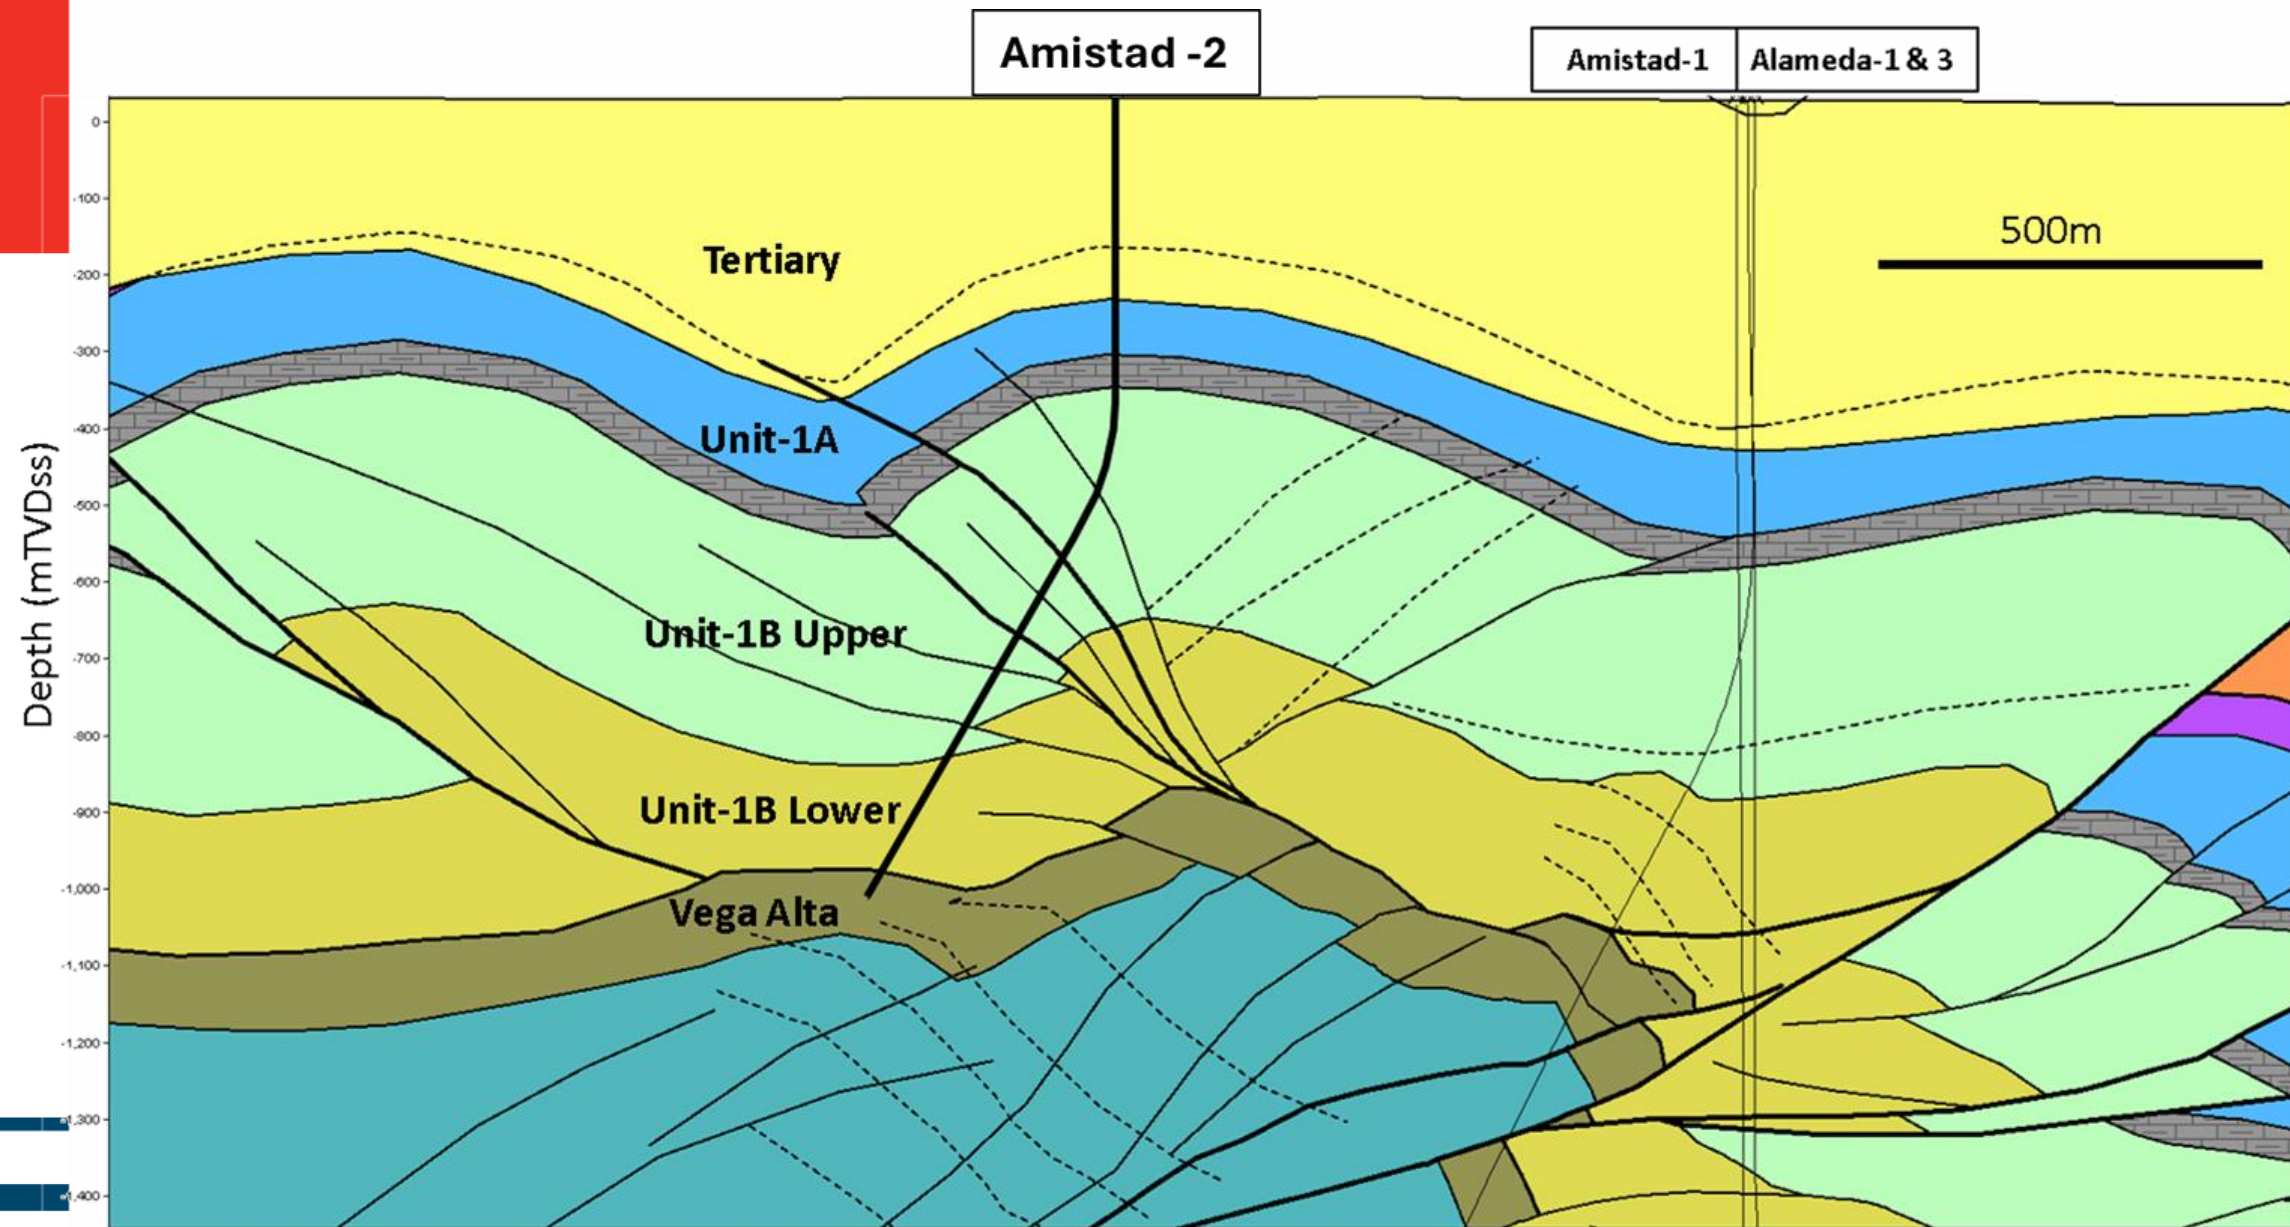 Amistad -2
Amistad-1
Alameda-1 & 3
0
-100
500m
Tertiary
-200
-300
-400
Unit-1A
Depth (mTVDss)
-500
-600
Unit-1B Upper
-700
-800
Unit-1B Lower
-900
-1,000
Vega Alta
-1,100
-1,200
-1,300
-1,400